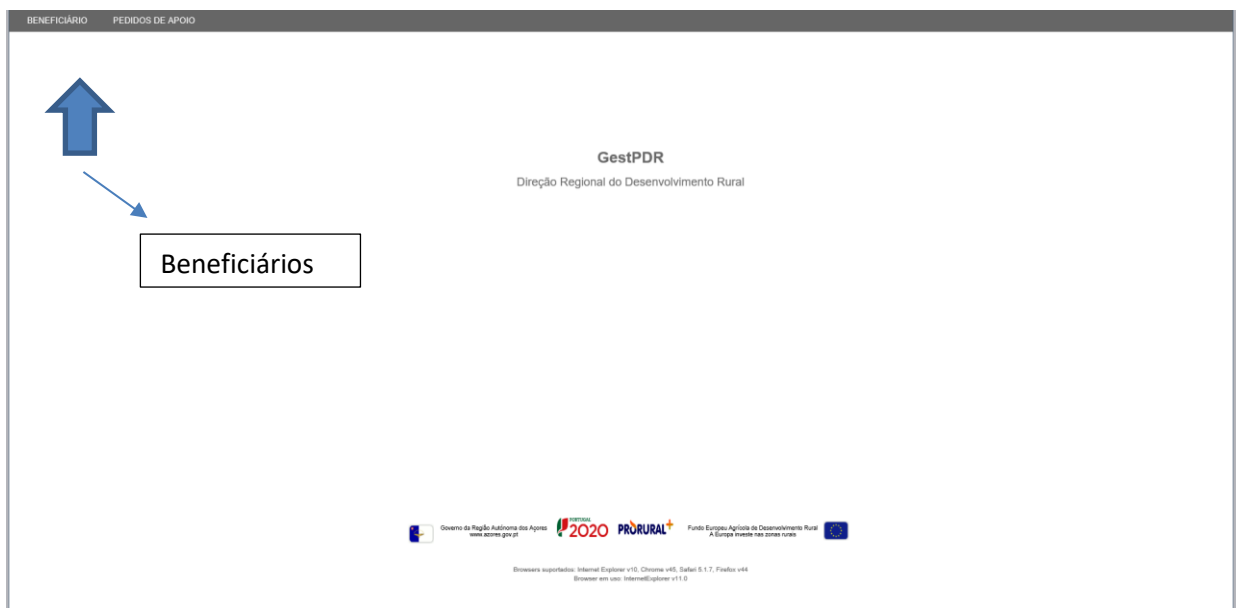 BENEFICIÁRIO PEDIDOS DE APOIO
GestPDR
Direção Regional do Desenvolvimento Rural
Beneficiários
Governo da Região Autónoma dos Açores
www.azores.gov.pt
PORTUGAL
2020
PRORURAL+
Fundo Europeu Agrícola de Desenvolvimento Rural
A Europa investe nas zonas rurais
Browsers suportados: Internet Explorer v10, Chrome v45, Safari 5.1.7, Firefox v44
Browser em uso: InternetExplorer v11.0